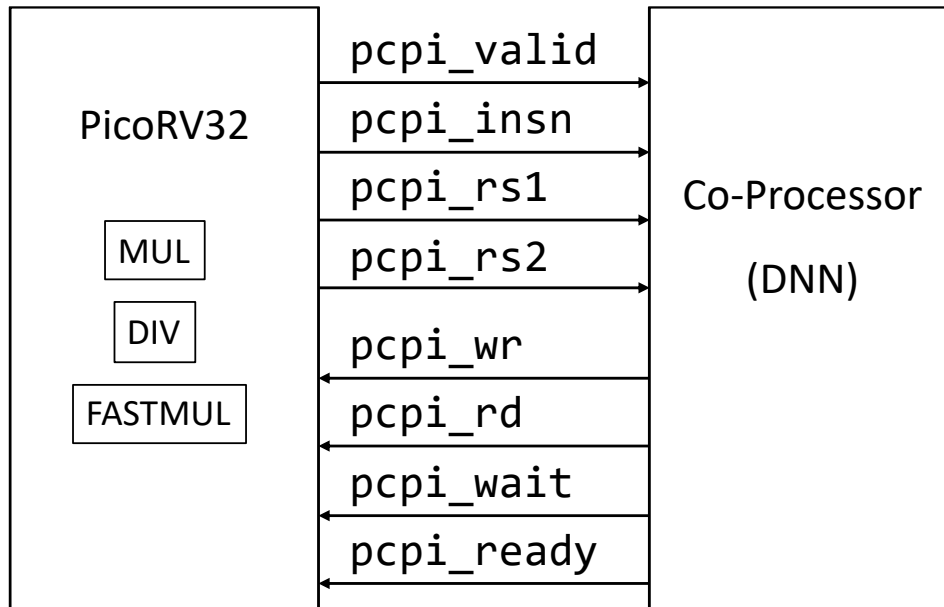 PicoRV32
MUL
DIV
FASTMUL
pcpi_valid
pcpi_insn
pcpi_rs1
pcpi_rs2
pcpi_wr
pcpi_rd
pcpi_wait
pcpi_ready
Co-Processor
(DNN)